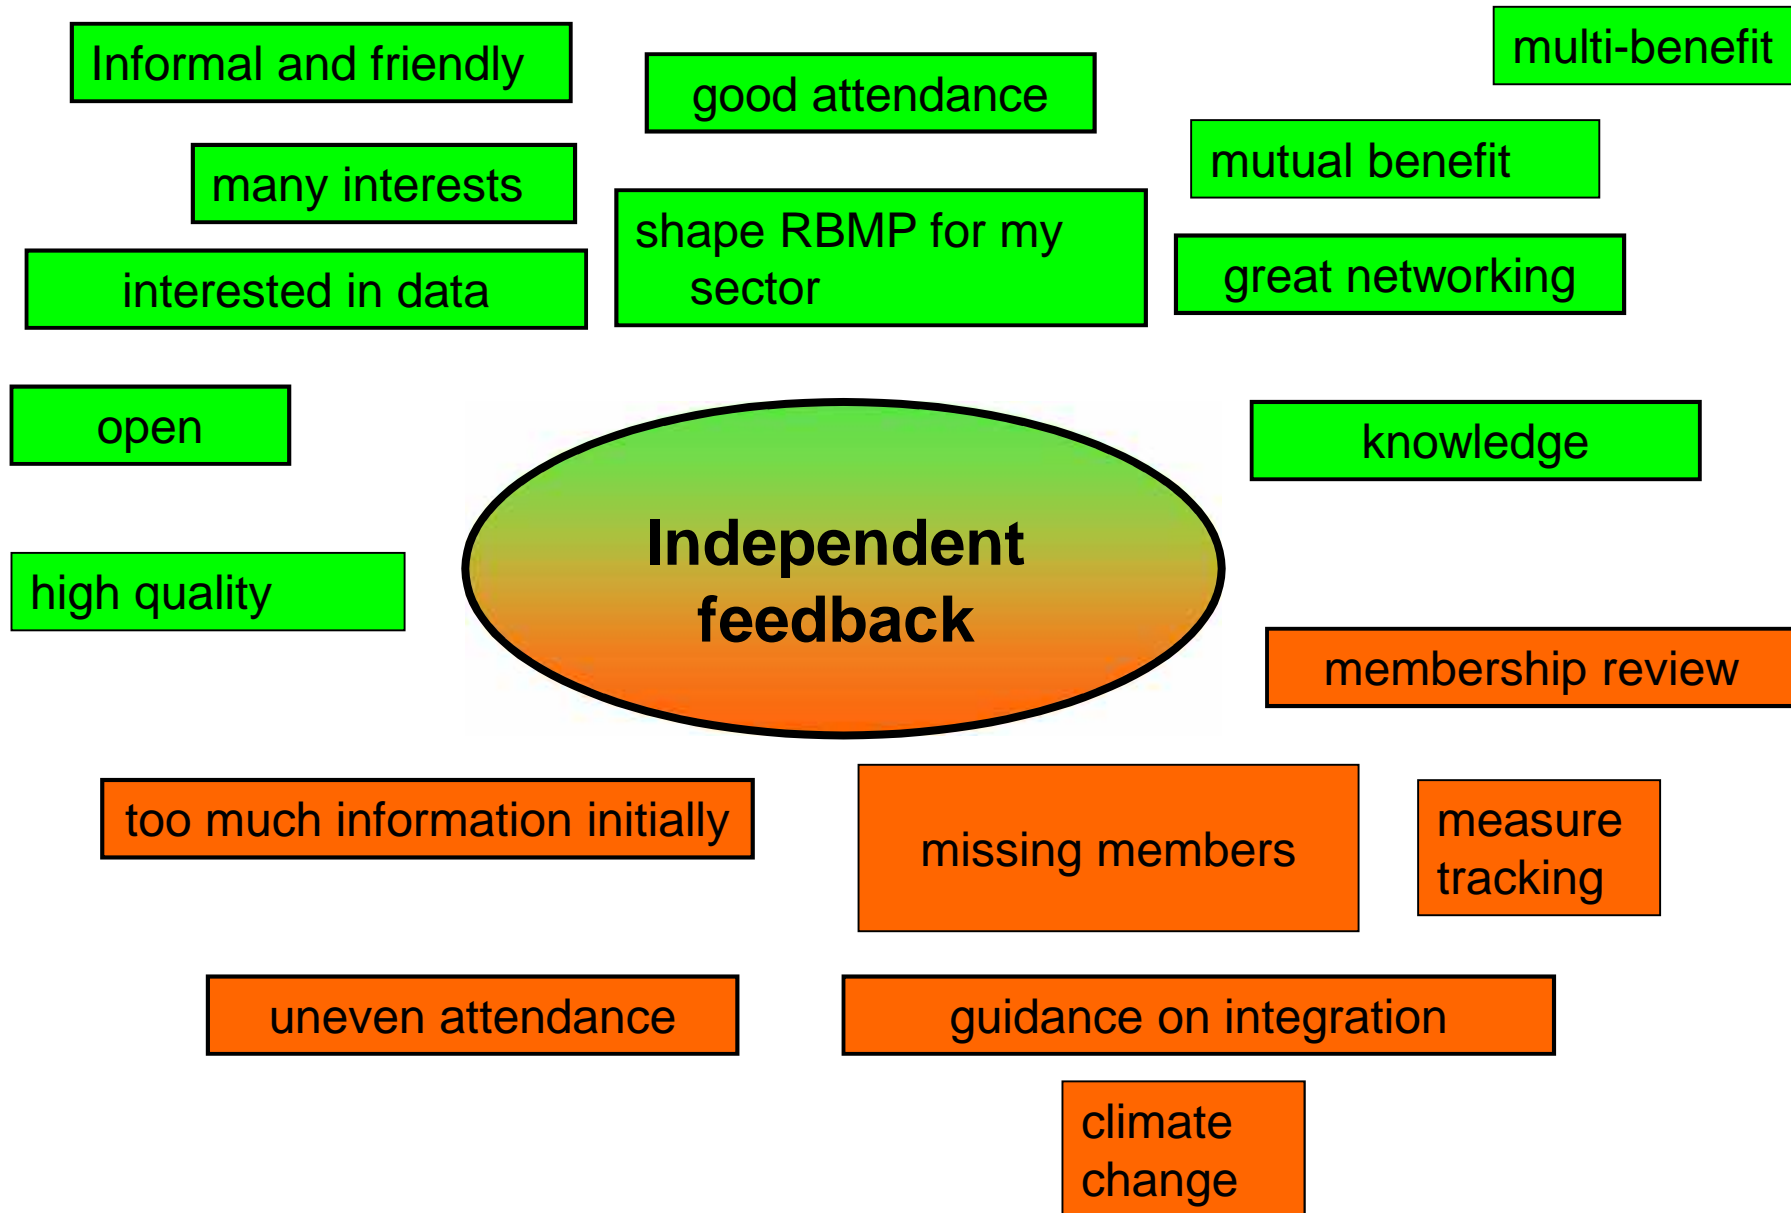 Informal and friendly
good attendance
multi-benefit
many interests
mutual benefit
shape RBMP for my
sector
interested in data
great networking
open
knowledge
Independent
feedback
high quality
membership review
too much information initially
missing members
measure
tracking
uneven attendance
guidance on integration
climate
change